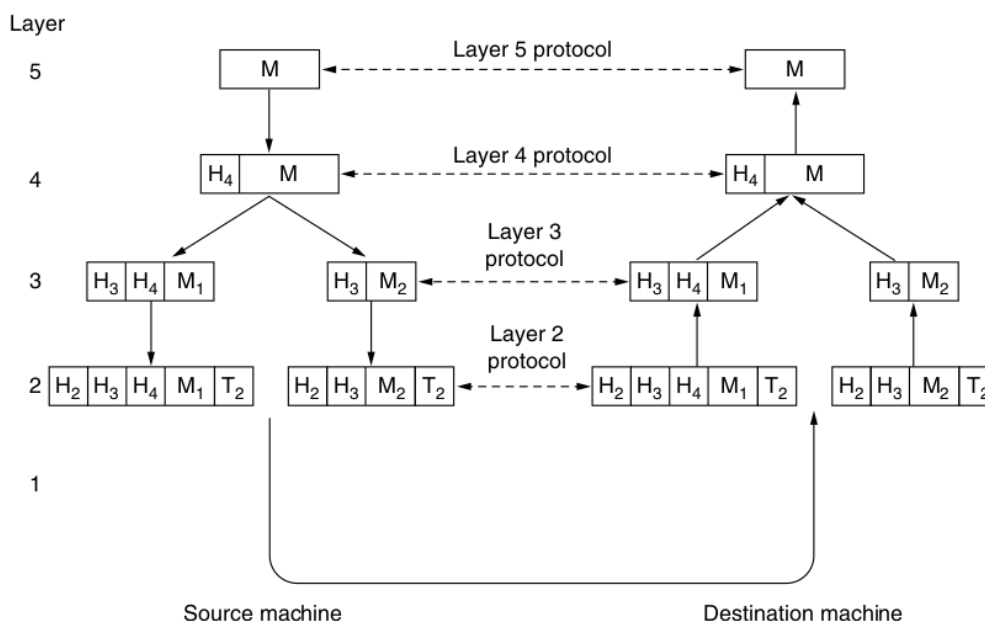 Layer
5 M Layer 5 protocol M
4 H₄ M Layer 4 protocol H₄ M
Layer 3
protocol
3 H₃ H₄ M₁ H₃ M₂ H₃ H₄ M₁ H₃ M₂
Layer 2
protocol
2 H₂ H₃ H₄ M₁ T₂ H₂ H₃ M₂ T₂ H₂ H₃ H₄ M₁ T₂ H₂ H₃ M₂ T₂
1
Source machine Destination machine